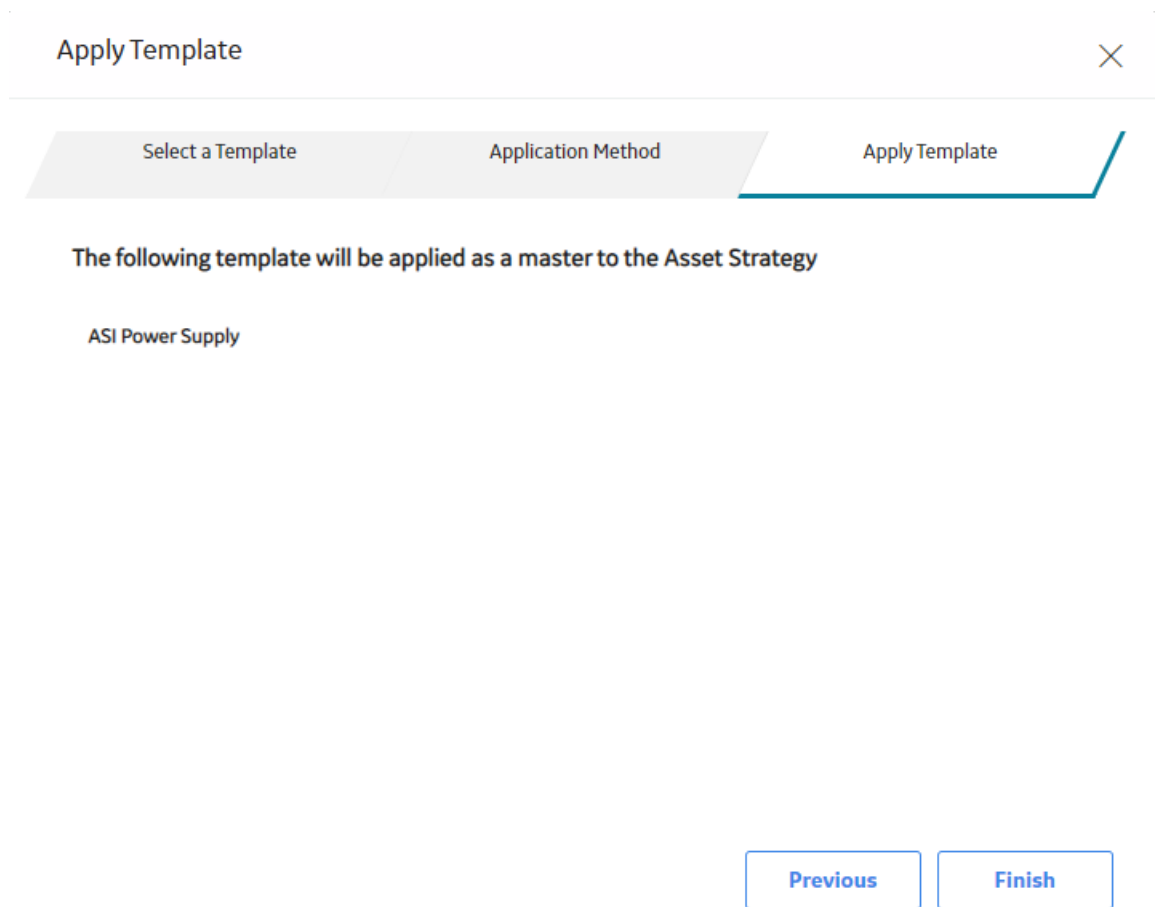 Apply Template
Select a Template
Application Method
Apply Template
The following template will be applied as a master to the Asset Strategy
ASI Power Supply
Previous
Finish